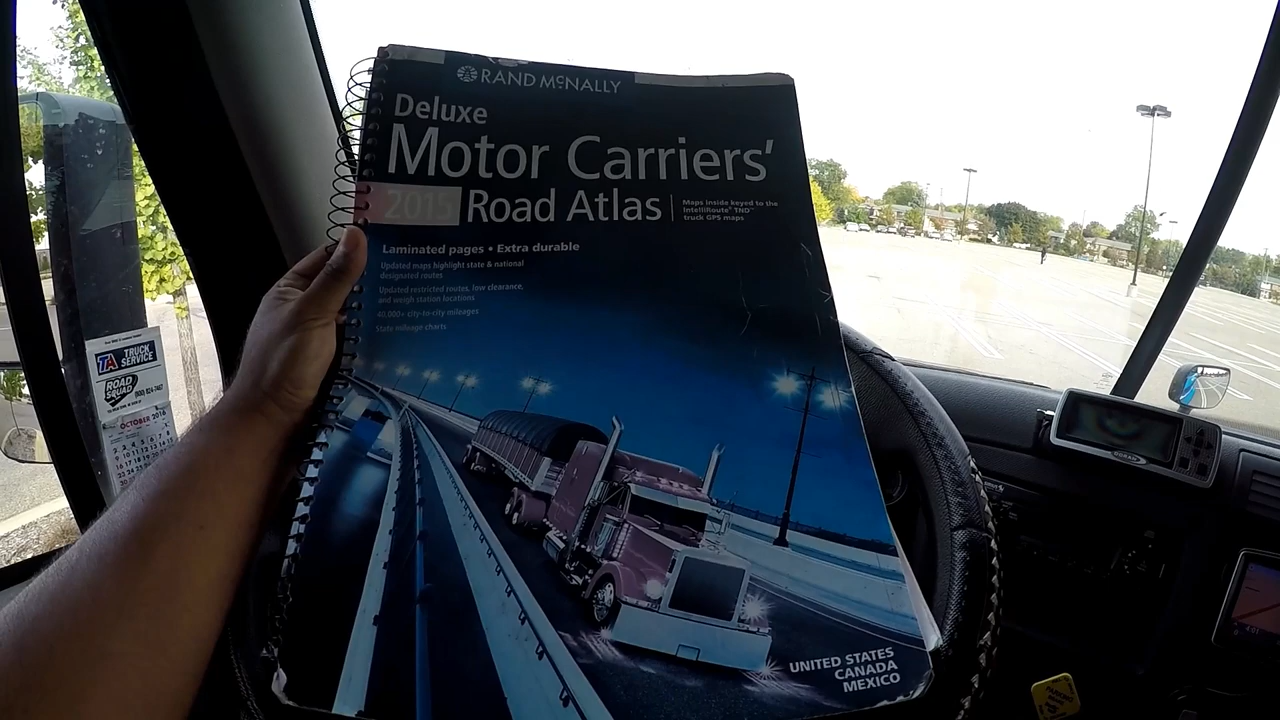 RAND McNALLY
Deluxe
Motor Carriers'
2015 Road Atlas
Maps inside keyed to the
IntelliRoute® TND™
truck GPS maps
Laminated pages • Extra durable
Updated maps highlight state & national
designated routes
Updated restricted routes, low clearance,
and weigh station locations
40,000+ city-to-city mileages
State mileage charts
UNITED STATES
CANADA
MEXICO
TA TRUCK
SERVICE
ROAD
SQUAD
OCTOBER 2016
DORAN